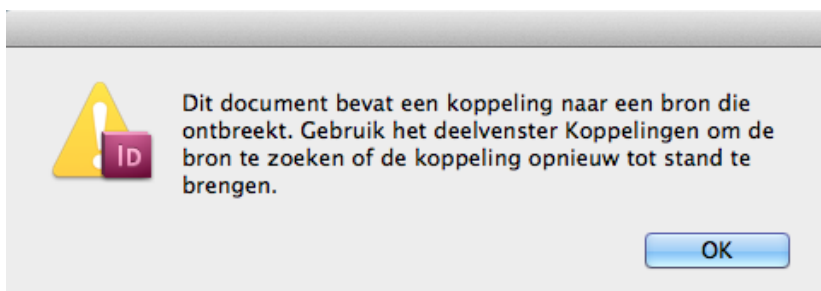 Dit document bevat een koppeling naar een bron die
ontbreekt. Gebruik het deelvenster Koppelingen om de
bron te zoeken of de koppeling opnieuw tot stand te
brengen.
ID
OK